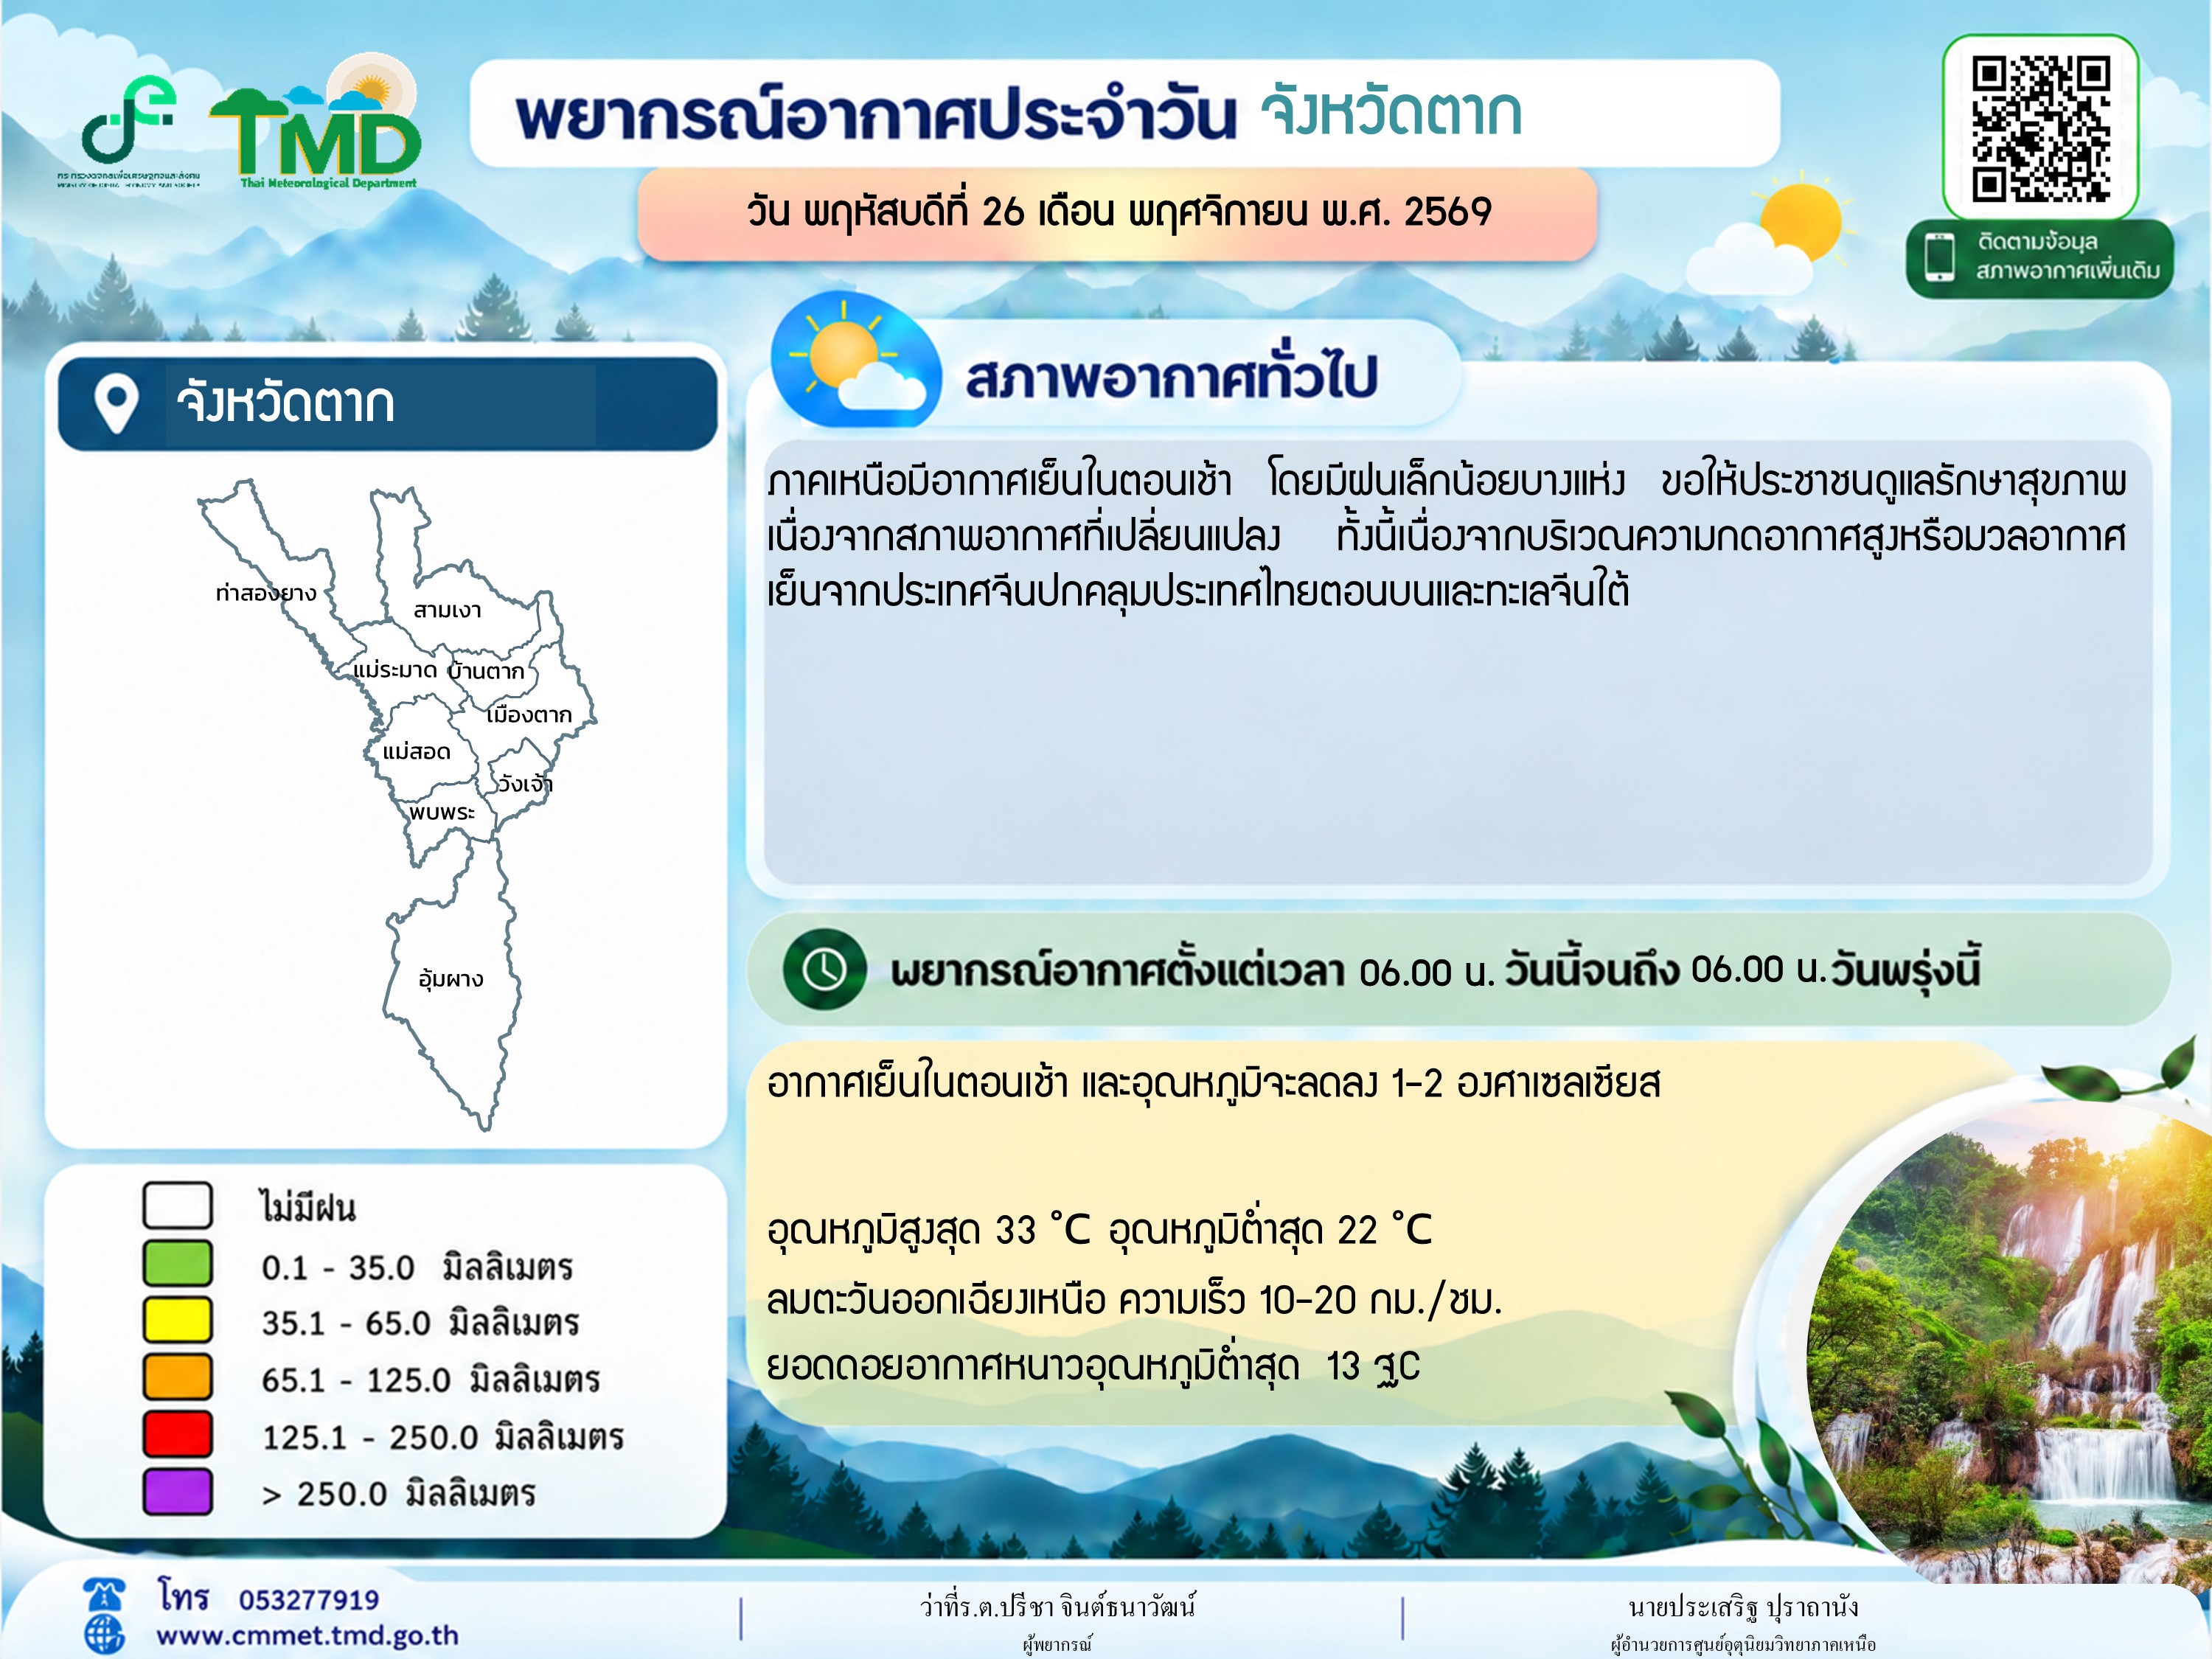 TMD
Thai Meteorological Department
พยากรณ์อากาศประจำวัน จังหวัดตาก
วัน พฤหัสบดีที่ 26 เดือน พฤศจิกายน พ.ศ. 2569
ติดตามข้อมูล
สภาพอากาศเพิ่มเติม
จังหวัดตาก
ท่าสองยาง
สามเงา
แม่ระมาด
บ้านตาก
เมืองตาก
แม่สอด
วังเจ้า
พบพระ
อุ้มผาง
ไม่มีฝน
0.1 - 35.0 มิลลิเมตร
35.1 - 65.0 มิลลิเมตร
65.1 - 125.0 มิลลิเมตร
125.1 - 250.0 มิลลิเมตร
> 250.0 มิลลิเมตร
สภาพอากาศทั่วไป
ภาคเหนือมีอากาศเย็นในตอนเช้า โดยมีฝนเล็กน้อยบางแห่ง ขอให้ประชาชนดูแลรักษาสุขภาพ
เนื่องจากสภาพอากาศที่เปลี่ยนแปลง ทั้งนี้เนื่องจากบริเวณความกดอากาศสูงหรือมวลอากาศ
เย็นจากประเทศจีนปกคลุมประเทศไทยตอนบนและทะเลจีนใต้
พยากรณ์อากาศตั้งแต่เวลา 06.00 น. วันนี้จนถึง 06.00 น. วันพรุ่งนี้
อากาศเย็นในตอนเช้า และอุณหภูมิจะลดลง 1-2 องศาเซลเซียส
อุณหภูมิสูงสุด 33 °C อุณหภูมิต่ำสุด 22 °C
ลมตะวันออกเฉียงเหนือ ความเร็ว 10-20 กม./ชม.
ยอดดอยอากาศหนาวอุณหภูมิต่ำสุด 13 ฐC
โทร 053277919
www.cmmet.tmd.go.th
ว่าที่ร.ต.ปรีชา จินต์ธนาวัฒน์
ผู้พยากรณ์
นายประเสริฐ ปุราถานัง
ผู้อำนวยการศูนย์อุตุนิยมวิทยาภาคเหนือ